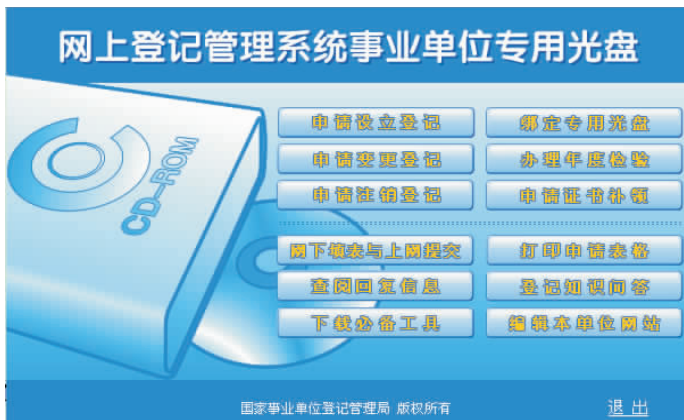 网上登记管理系统事业单位专用光盘
CD-ROM
申请设立登记
绑定专用光盘
申请变更登记
办理年度检验
申请注销登记
申请证书补领
网下填表与上网提交
打印申请表格
查阅回复信息
登记知识问答
下载必备工具
编辑本单位网站
国家事业单位登记管理局 版权所有
退出